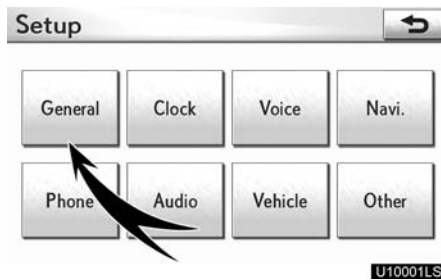 Setup
General Clock Voice Navi.
Phone Audio Vehicle Other
U10001LS